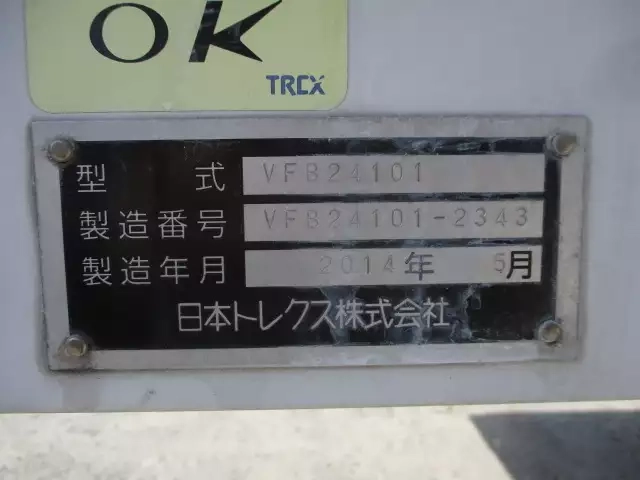 OK
TREX
型式 VFB24101
製造番号 VFB24101-2343
製造年月 2014年 5月
日本トレクス株式会社